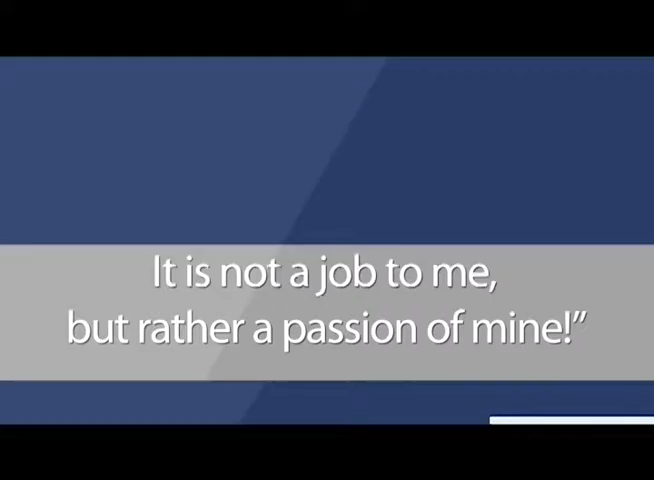 It is not a job to me,
but rather a passion of mine!”